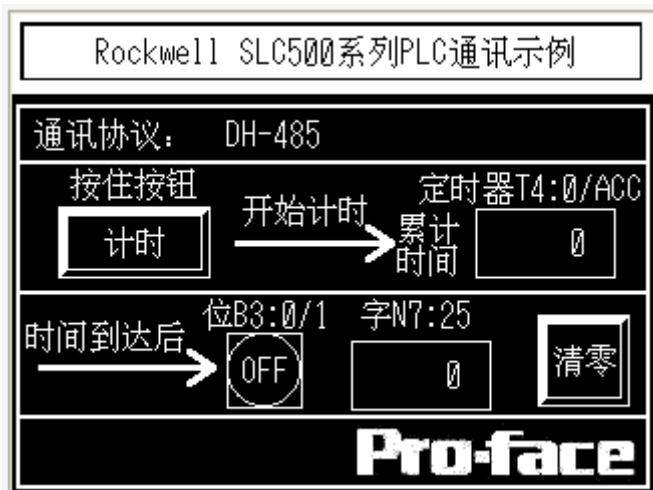 Rockwell SLC500系列PLC通讯示例
通讯协议: DH-485
按住按钮
计时
开始计时
定时器T4:0/ACC
累计
时间
0
时间到达后
位B3:0/1
OFF
字N7:25
0
清零
Pro-face